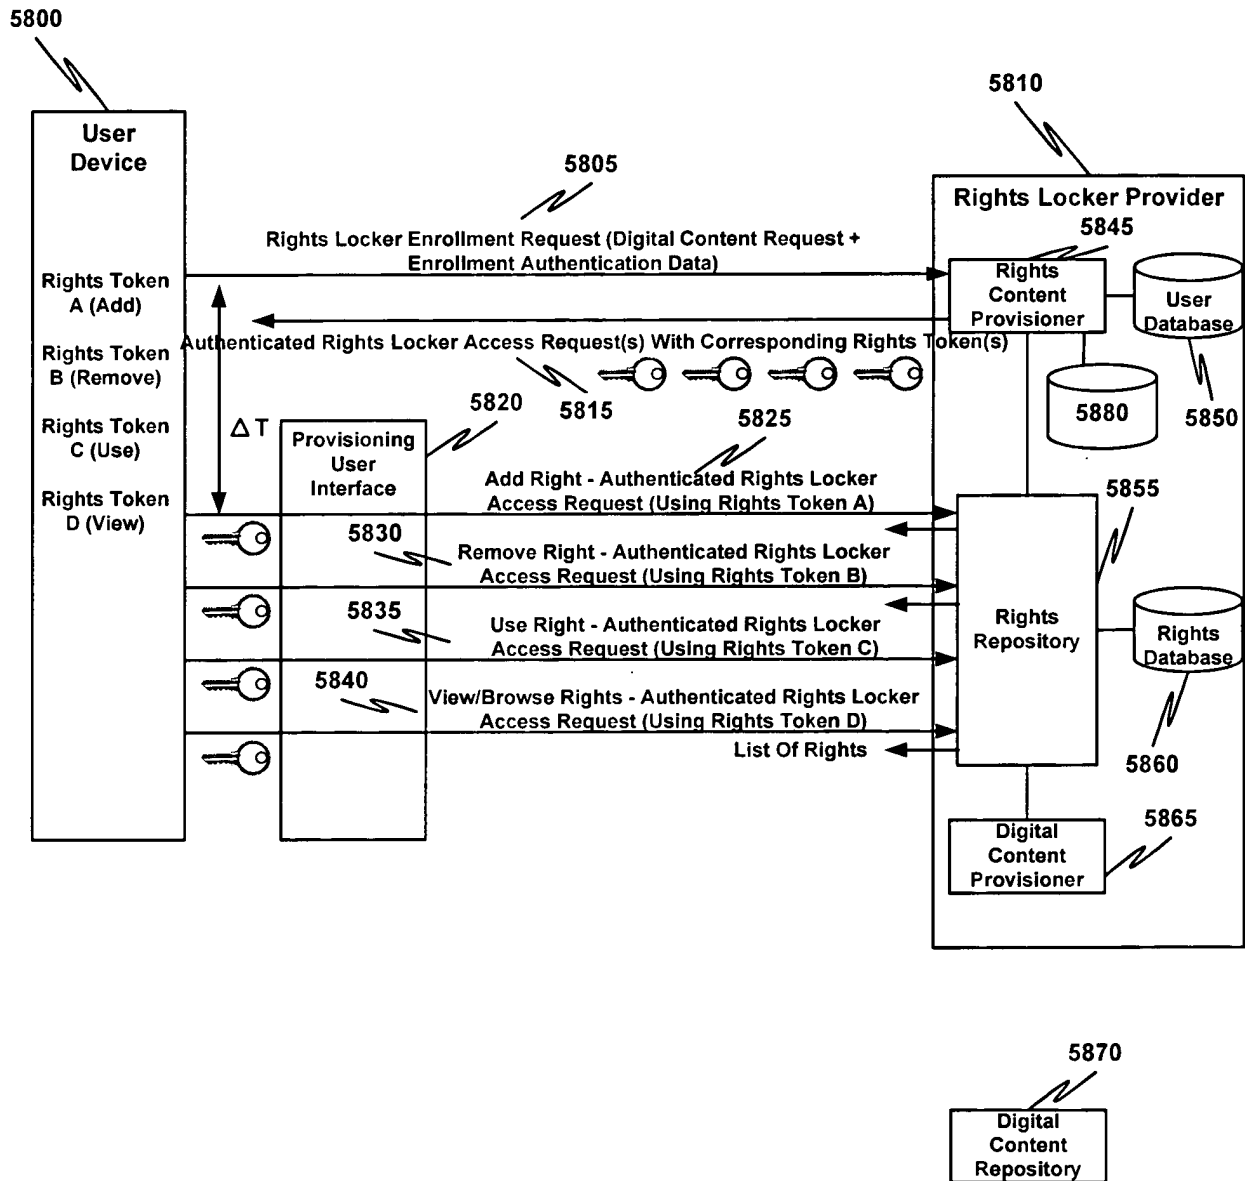 5800
User
Device
Rights Token
A (Add)
Rights Token
B (Remove)
Rights Token
C (Use)
Rights Token
D (View)
Δ T
5805
Rights Locker Enrollment Request (Digital Content Request +
Enrollment Authentication Data)
Authenticated Rights Locker Access Request(s) With Corresponding Rights Token(s)
5815
5820
Provisioning
User
Interface
5825
Add Right - Authenticated Rights Locker
Access Request (Using Rights Token A)
5830
Remove Right - Authenticated Rights Locker
Access Request (Using Rights Token B)
5835
Use Right - Authenticated Rights Locker
Access Request (Using Rights Token C)
5840
View/Browse Rights - Authenticated Rights Locker
Access Request (Using Rights Token D)
List Of Rights
5810
Rights Locker Provider
5845
Rights
Content
Provisioner
User
Database
5850
5880
5855
Rights
Repository
Rights
Database
5860
5865
Digital
Content
Provisioner
5870
Digital
Content
Repository